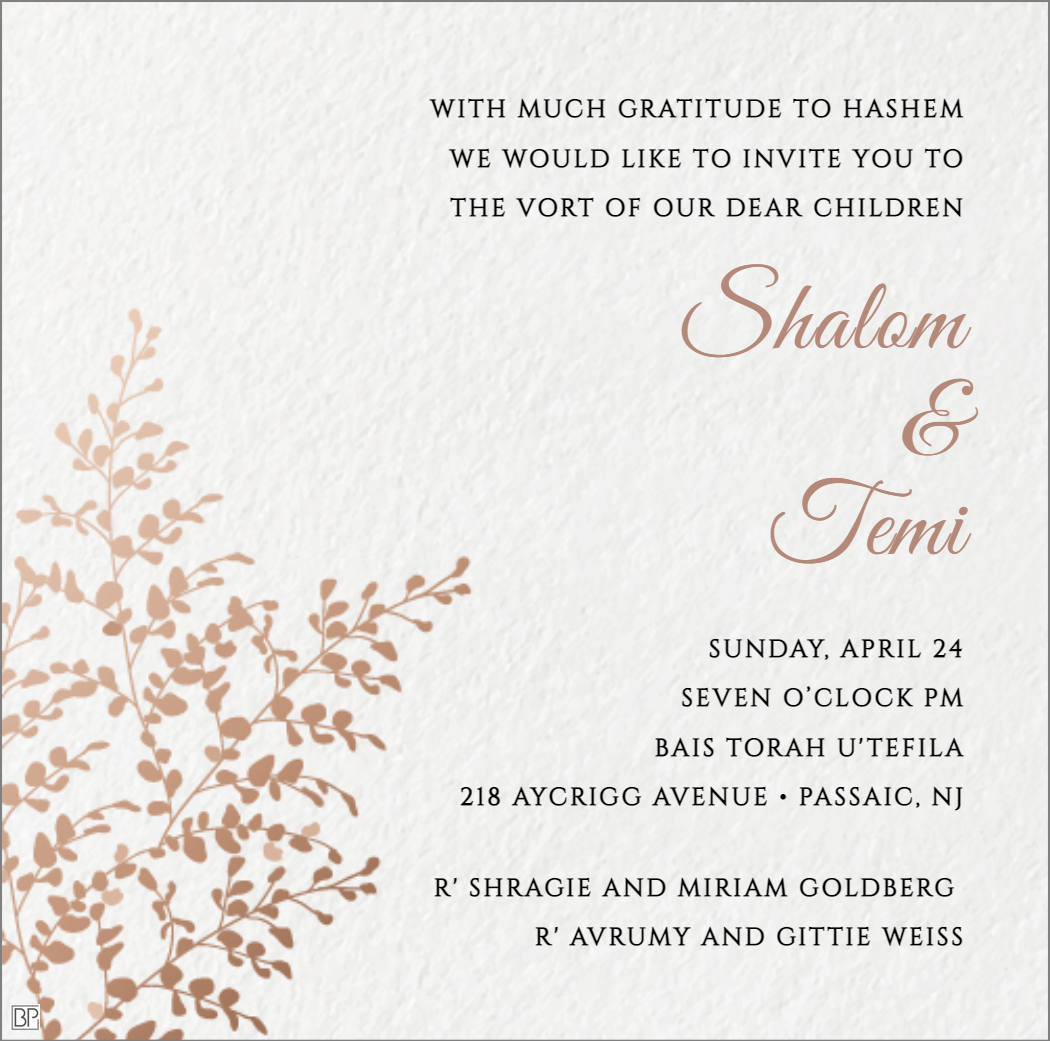 WITH MUCH GRATITUDE TO HASHEM
WE WOULD LIKE TO INVITE YOU TO
THE VORT OF OUR DEAR CHILDREN
Shalom
&
Temi
SUNDAY, APRIL 24
SEVEN O’CLOCK PM
BAIS TORAH U'TEFILA
218 AYCRIGG AVENUE • PASSAIC, NJ
R' SHRAGIE AND MIRIAM GOLDBERG
R' AVRUMY AND GITTIE WEISS
BP